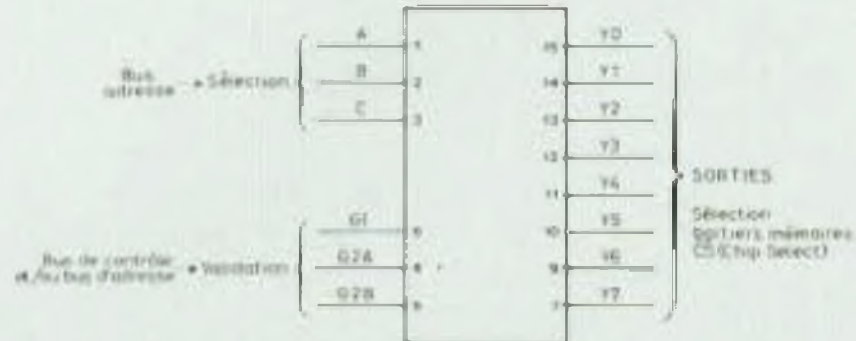 A
1
B
2
C
3
Bus
adresse
Sélection
G1
6
G2A
4
G2B
5
Bus de contrôle
et/ou bus d'adresse
Validation
15
Y0
14
Y1
13
Y2
12
Y3
11
Y4
10
Y5
9
Y6
7
Y7
SORTIES
Sélection
boîtiers mémoires
CS (Chip Select)